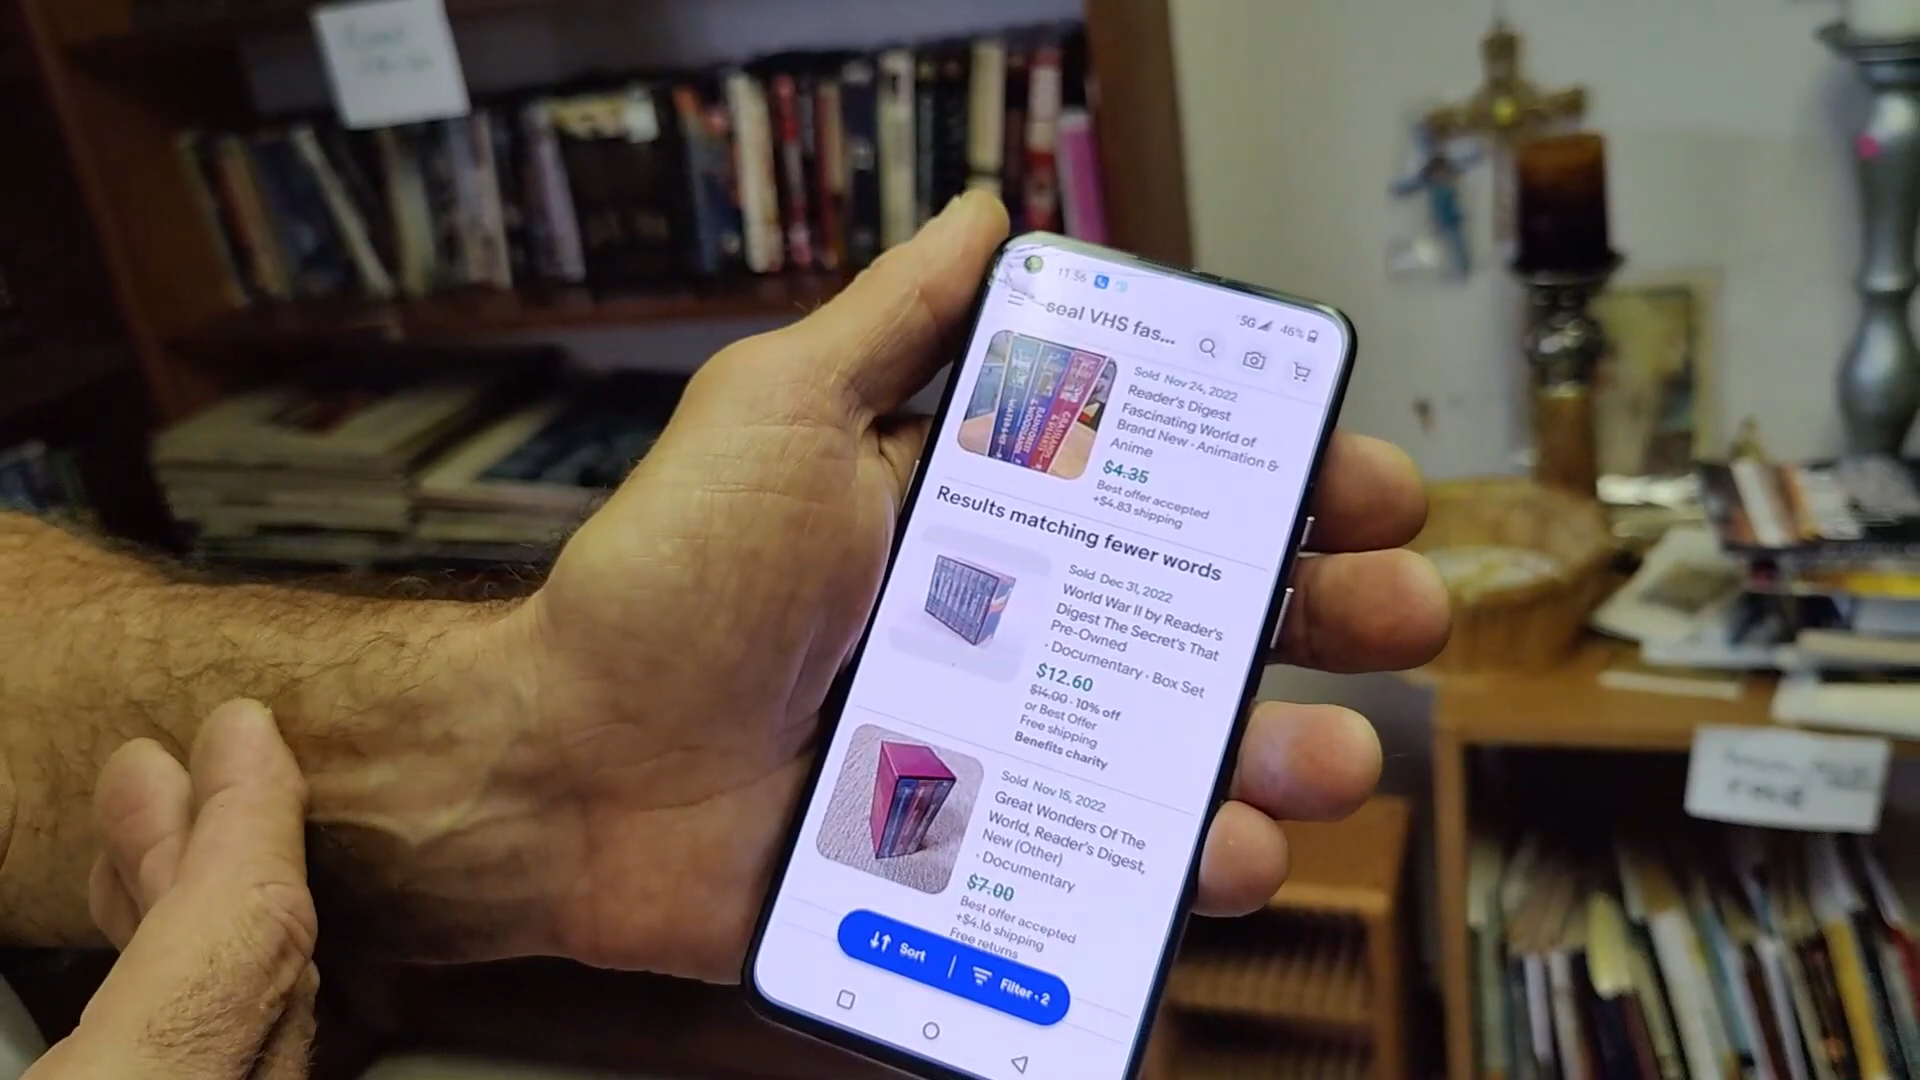 11:56
5G 46%
seal VHS fas...
Sold Nov 24, 2022
Reader's Digest
Fascinating World of
Brand New · Animation &
Anime
$4.35
Best offer accepted
+$4.83 shipping
Results matching fewer words
Sold Dec 31, 2022
World War II by Reader's
Digest The Secret's That
Pre-Owned
· Documentary · Box Set
$12.60
$14.00 · 10% off
or Best Offer
Free shipping
Benefits charity
Sold Nov 15, 2022
Great Wonders Of The
World, Reader's Digest,
New (Other)
· Documentary
$7.00
Best offer accepted
+$4.16 shipping
Free returns
Sort
Filter · 2